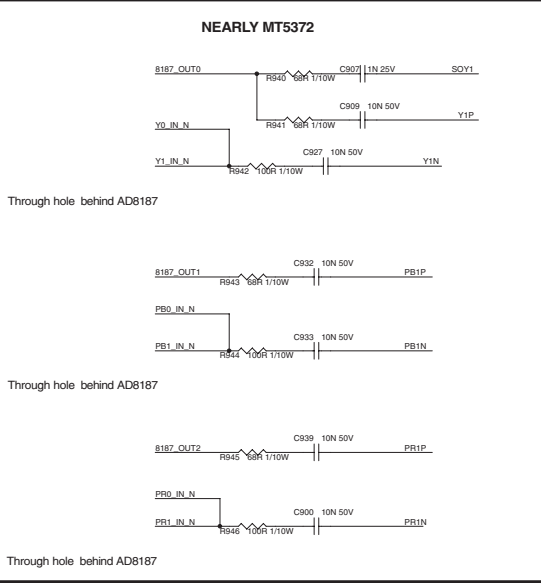 NEARLY MT5372
8187_OUT0 R940 68R 1/10W C907 1N 25V SOY1
R941 68R 1/10W C909 10N 50V Y1P
Y0_IN_N
Y1_IN_N R942 100R 1/10W C927 10N 50V Y1N
Through hole behind AD8187
8187_OUT1 R943 68R 1/10W C932 10N 50V PB1P
PB0_IN_N
PB1_IN_N R944 100R 1/10W C933 10N 50V PB1N
Through hole behind AD8187
8187_OUT2 R945 68R 1/10W C939 10N 50V PR1P
PR0_IN_N
PR1_IN_N R946 100R 1/10W C900 10N 50V PR1N
Through hole behind AD8187